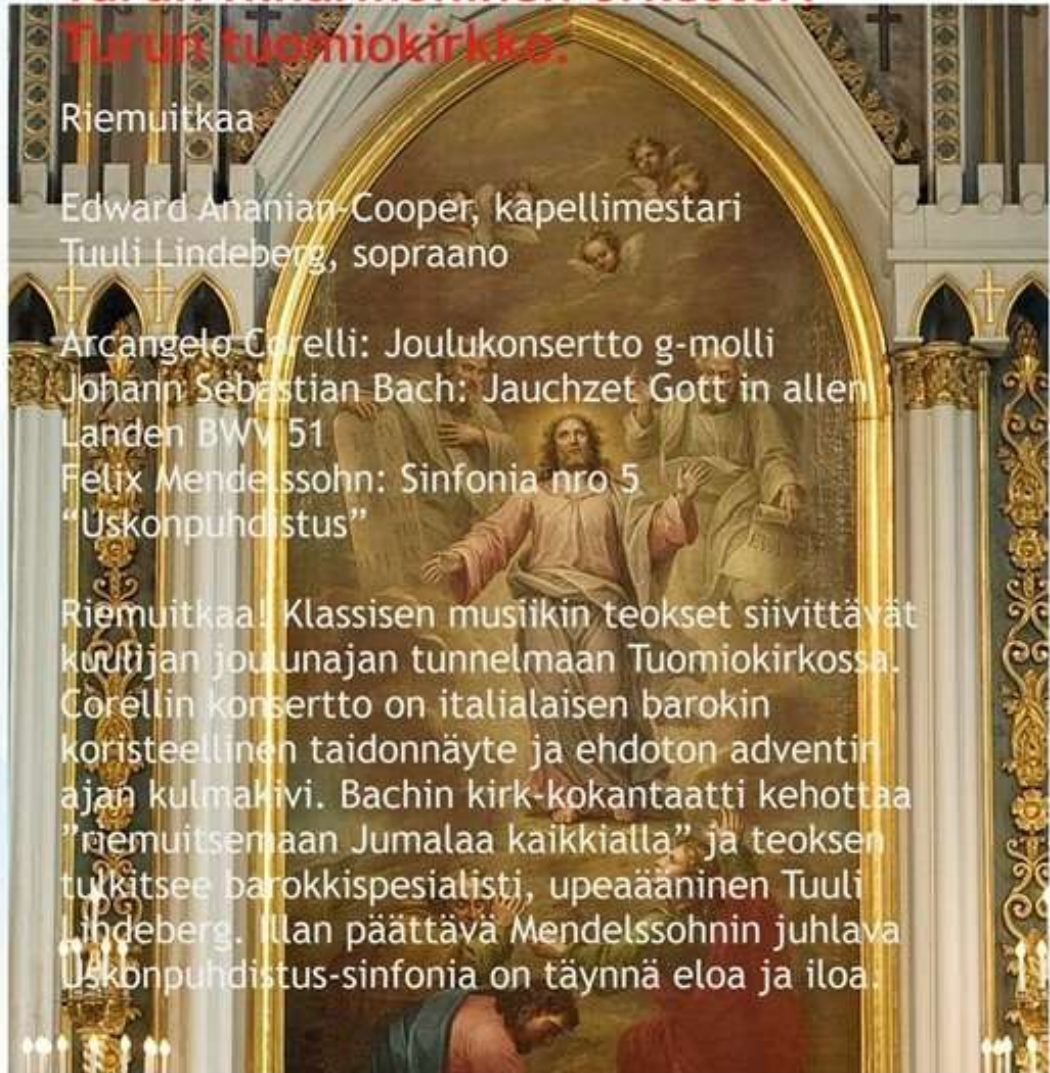 Turun tuomiokirkko.
Riemuitkaa
Edward Ananian-Cooper, kapellimestari
Tuuli Lindeberg, sopraano
Arcangelo Corelli: Joulukonsertto g-molli
Johann Sebastian Bach: Jauchzet Gott in allen
Landen BWV 51
Felix Mendelssohn: Sinfonia nro 5
“Uskonpuhdistus”
Riemuitkaa! Klassisen musiikin teokset siivittävät
kuulijan joulunajan tunnelmaan Tuomiokirkossa.
Corellin konsertto on italialaisen barokin
koristeellinen taidonnäyte ja ehdoton adventin
ajan kulmakivi. Bachin kirk-kokantaatti kehottaa
”riemuitsemaan Jumalaa kaikkialla” ja teoksen
tulkitsee barokkispesialisti, upeaääninen Tuuli
Lindeberg. Illan päättävä Mendelssohnin juhlava
Uskonpuhdistus-sinfonia on täynnä eloa ja iloa.